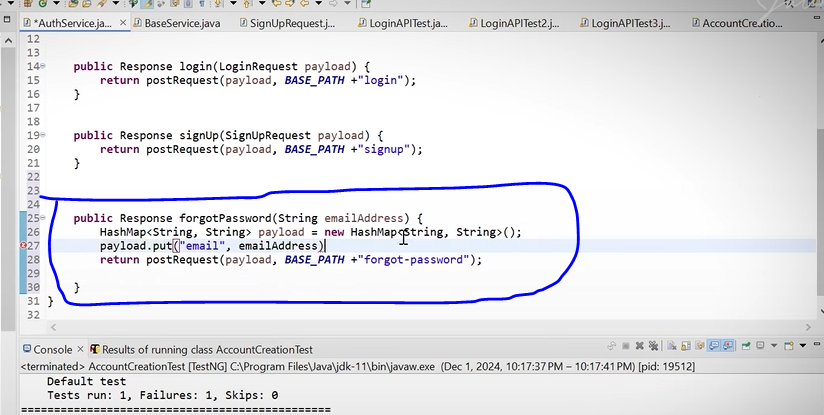 *AuthService.ja...
BaseService.java
SignUpRequest.j...
LoginAPITest.ja...
LoginAPITest2.j...
LoginAPITest3.j...
AccountCreatio...
12
13
14 public Response login(LoginRequest payload) {
15 return postRequest(payload, BASE_PATH +"login");
16 }
17
18
19 public Response signUp(SignUpRequest payload) {
20 return postRequest(payload, BASE_PATH +"signup");
21 }
22
23
25 public Response forgotPassword(String emailAddress) {
26 HashMap<String, String> payload = new HashMap<String, String>();
27 payload.put("email", emailAddress)
28 return postRequest(payload, BASE_PATH +"forgot-password");
29
30 }
31 }
32
Console
Results of running class AccountCreationTest
<terminated> AccountCreationTest [TestNG] C:\Program Files\Java\jdk-11\bin\javaw.exe (Dec 1, 2024, 10:17:37 PM – 10:17:41 PM) [pid: 19512]
Default test
Tests run: 1, Failures: 1, Skips: 0
===============================================